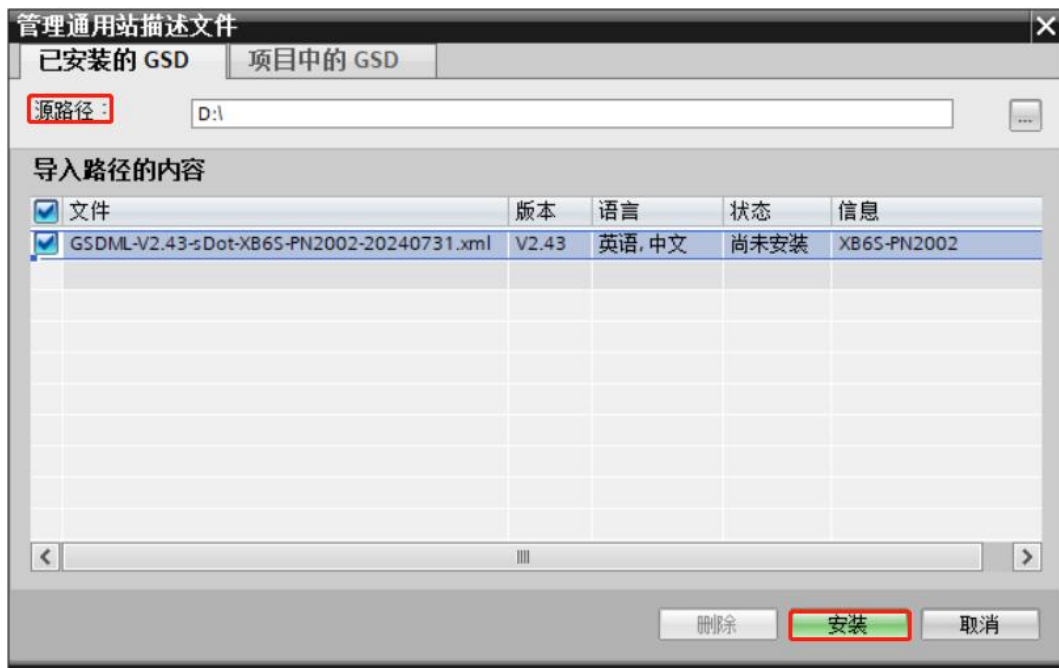 管理通用站描述文件
已安装的 GSD 项目中的 GSD
源路径： D:\ ...
导入路径的内容
文件 版本 语言 状态 信息
GSDML-V2.43-sDot-XB6S-PN2002-20240731.xml V2.43 英语, 中文 尚未安装 XB6S-PN2002
删除 安装 取消